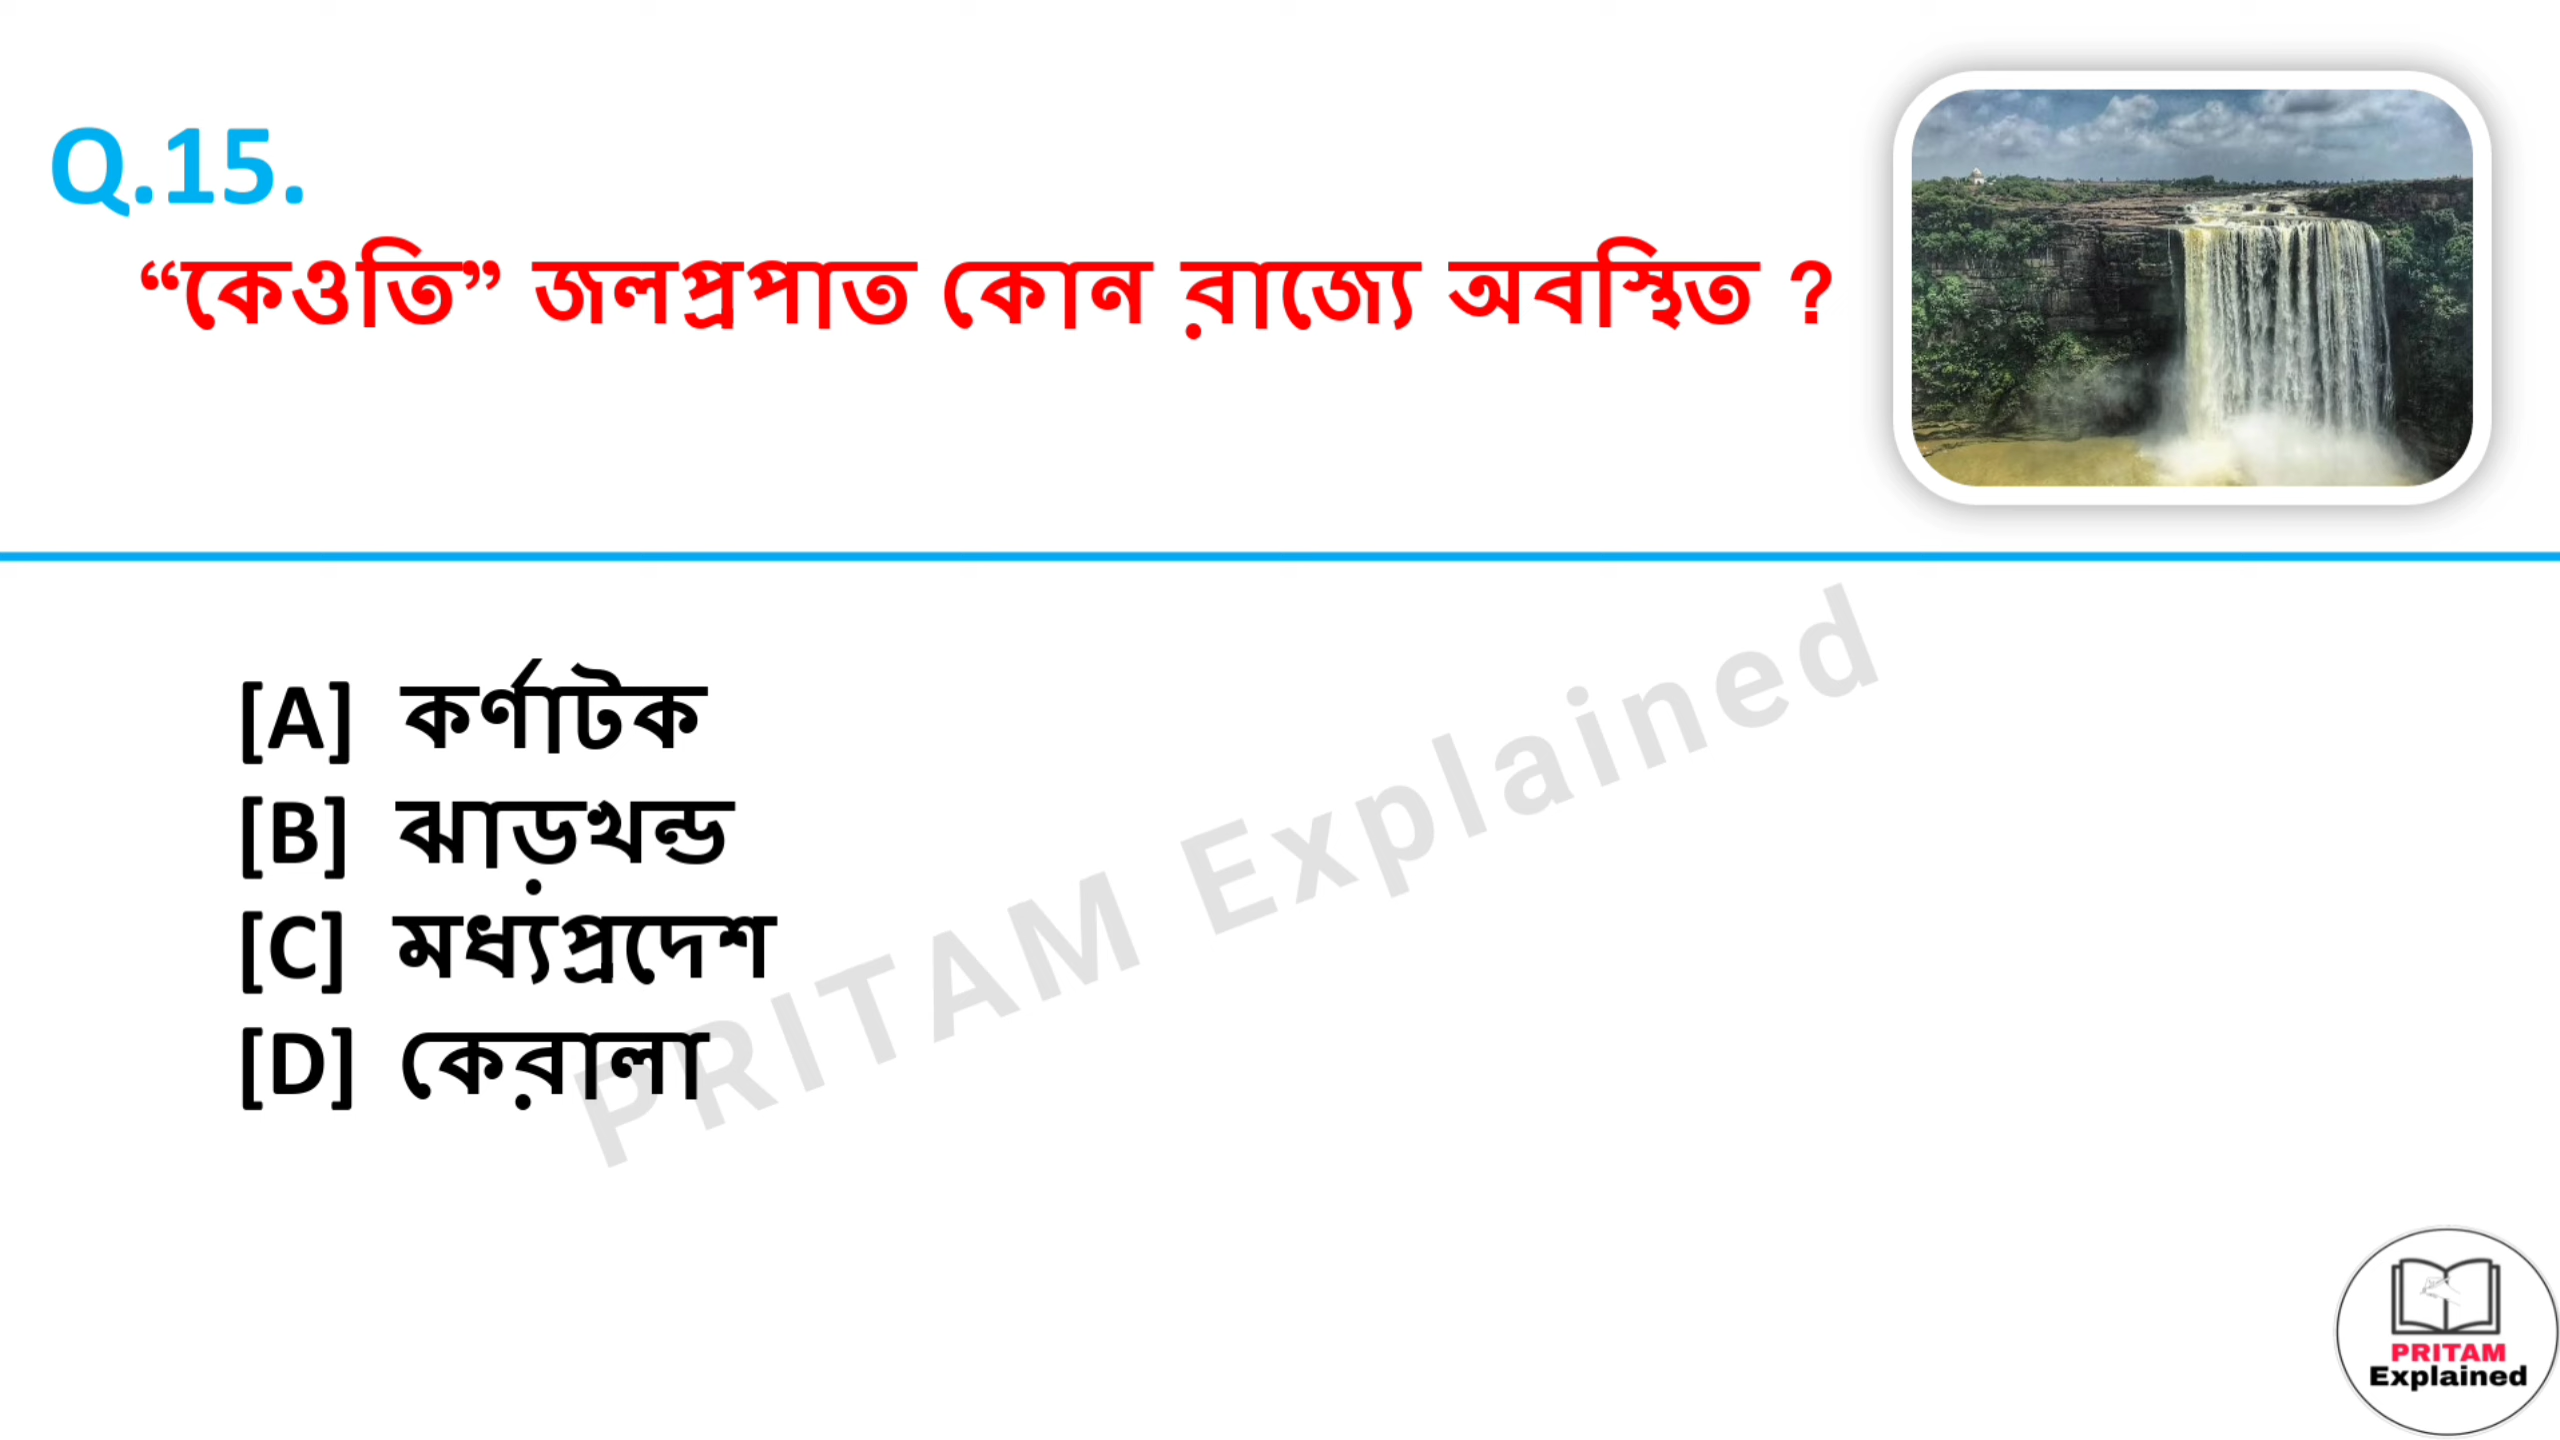 Q.15.
“কেওতি” জলপ্রপাত কোন রাজ্যে অবস্থিত ?
[A] কর্ণাটক
[B] ঝাড়খন্ড
[C] মধ্যপ্রদেশ
[D] কেরালা
PRITAM Explained
PRITAM
Explained